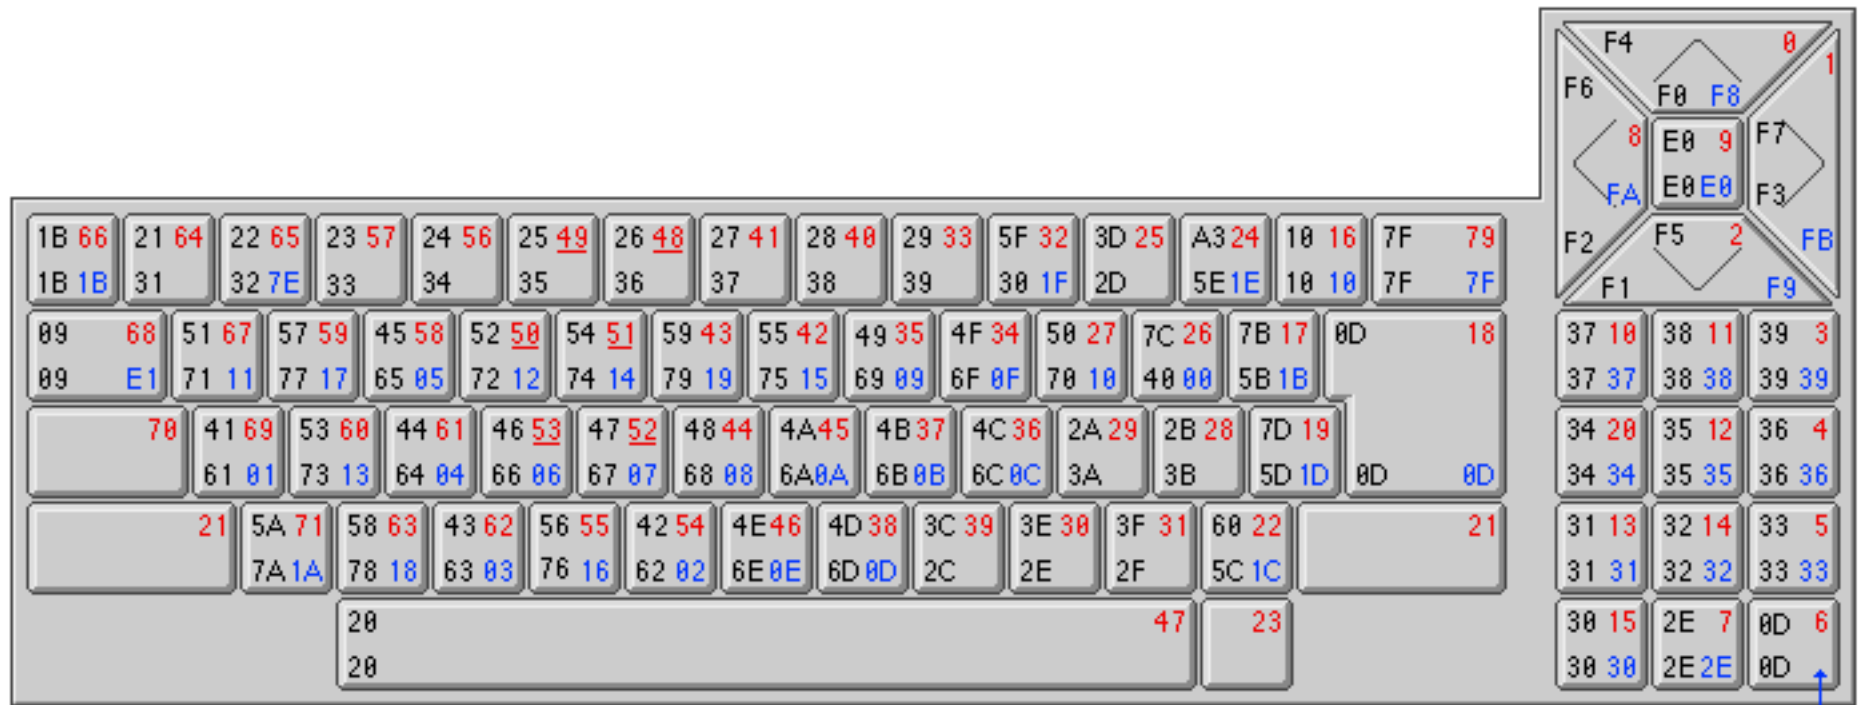 F4 0
1
F6 F0 F8
8 E0 9 F7
FA E0 E0 F3
F2 F5 2 FB
F1 F9
1B 66 21 64 22 65 23 57 24 56 25 49 26 48 27 41 28 40 29 33 5F 32 3D 25 A3 24 10 16 7F 79
1B 1B 31 32 7E 33 34 35 36 37 38 39 30 1F 2D 5E 1E 10 10 7F 7F
09 68 51 67 57 59 45 58 52 50 54 51 59 43 55 42 49 35 4F 34 50 27 7C 26 7B 17 0D 18 37 10 38 11 39 3
09 E1 71 11 77 17 65 05 72 12 74 14 79 19 75 15 69 09 6F 0F 70 10 40 00 5B 1B 37 37 38 38 39 39
70 41 69 53 60 44 61 46 53 47 52 48 44 4A 45 4B 37 4C 36 2A 29 2B 28 7D 19 34 20 35 12 36 4
61 01 73 13 64 04 66 06 67 07 68 08 6A 0A 6B 0B 6C 0C 3A 3B 5D 1D 0D 0D 34 34 35 35 36 36
21 5A 71 58 63 43 62 56 55 42 54 4E 46 4D 38 3C 39 3E 30 3F 31 60 22 21 31 13 32 14 33 5
7A 1A 78 18 63 03 76 16 62 02 6E 0E 6D 0D 2C 2E 2F 5C 1C 31 31 32 32 33 33
20 47 23 30 15 2E 7 0D 6
20 30 30 2E 2E 0D